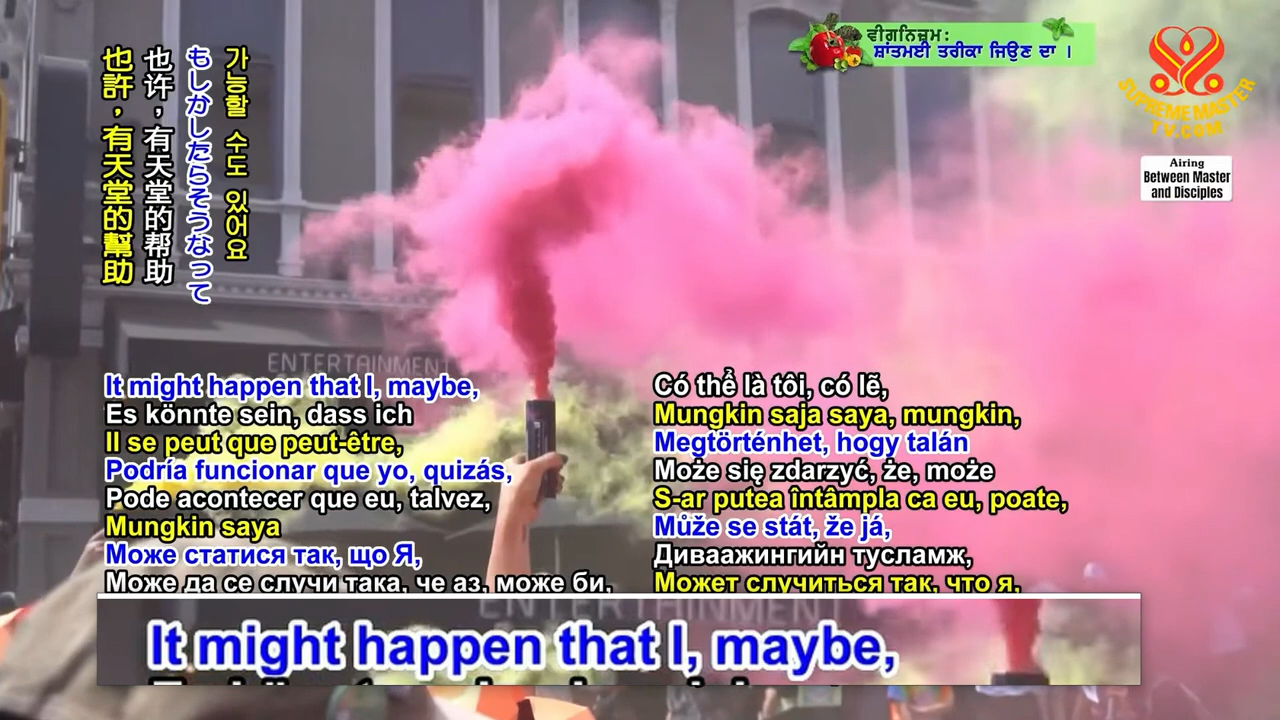 也許，有天堂的幫助
也许，有天堂的帮助
もしかしたらそうなって
가능할 수도 있어요
ਵੀਗਨਿਜ਼ਮ:
ਸ਼ਾਂਤਮਈ ਤਰੀਕਾ ਜਿਉਣ ਦਾ ।
SUPREME MASTER
TV.COM
Airing
Between Master
and Disciples
ENTERTAINMENT
It might happen that I, maybe,
Es könnte sein, dass ich
Il se peut que peut-être,
Podría funcionar que yo, quizás,
Pode acontecer que eu, talvez,
Mungkin saya
Може статися так, що Я,
Може да се случи така, че аз, може би,
Có thể là tôi, có lẽ,
Mungkin saja saya, mungkin,
Megtörténhet, hogy talán
Może się zdarzyć, że, może
S-ar putea întâmpla ca eu, poate,
Může se stát, že já,
Диваажингийн тусламж,
Может случиться так, что я,
ENTERTAINMENT
It might happen that I, maybe,